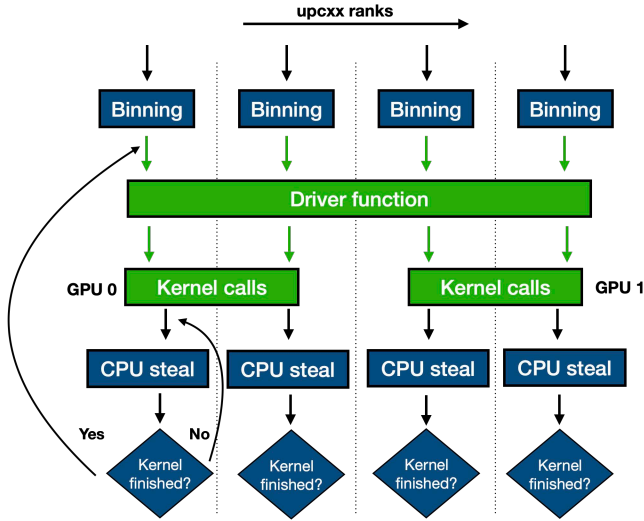 upcxx ranks
Binning
Binning
Binning
Binning
Driver function
GPU 0
Kernel calls
Kernel calls
GPU 1
CPU steal
CPU steal
CPU steal
CPU steal
Yes
No
Kernel
finished?
Kernel
finished?
Kernel
finished?
Kernel
finished?